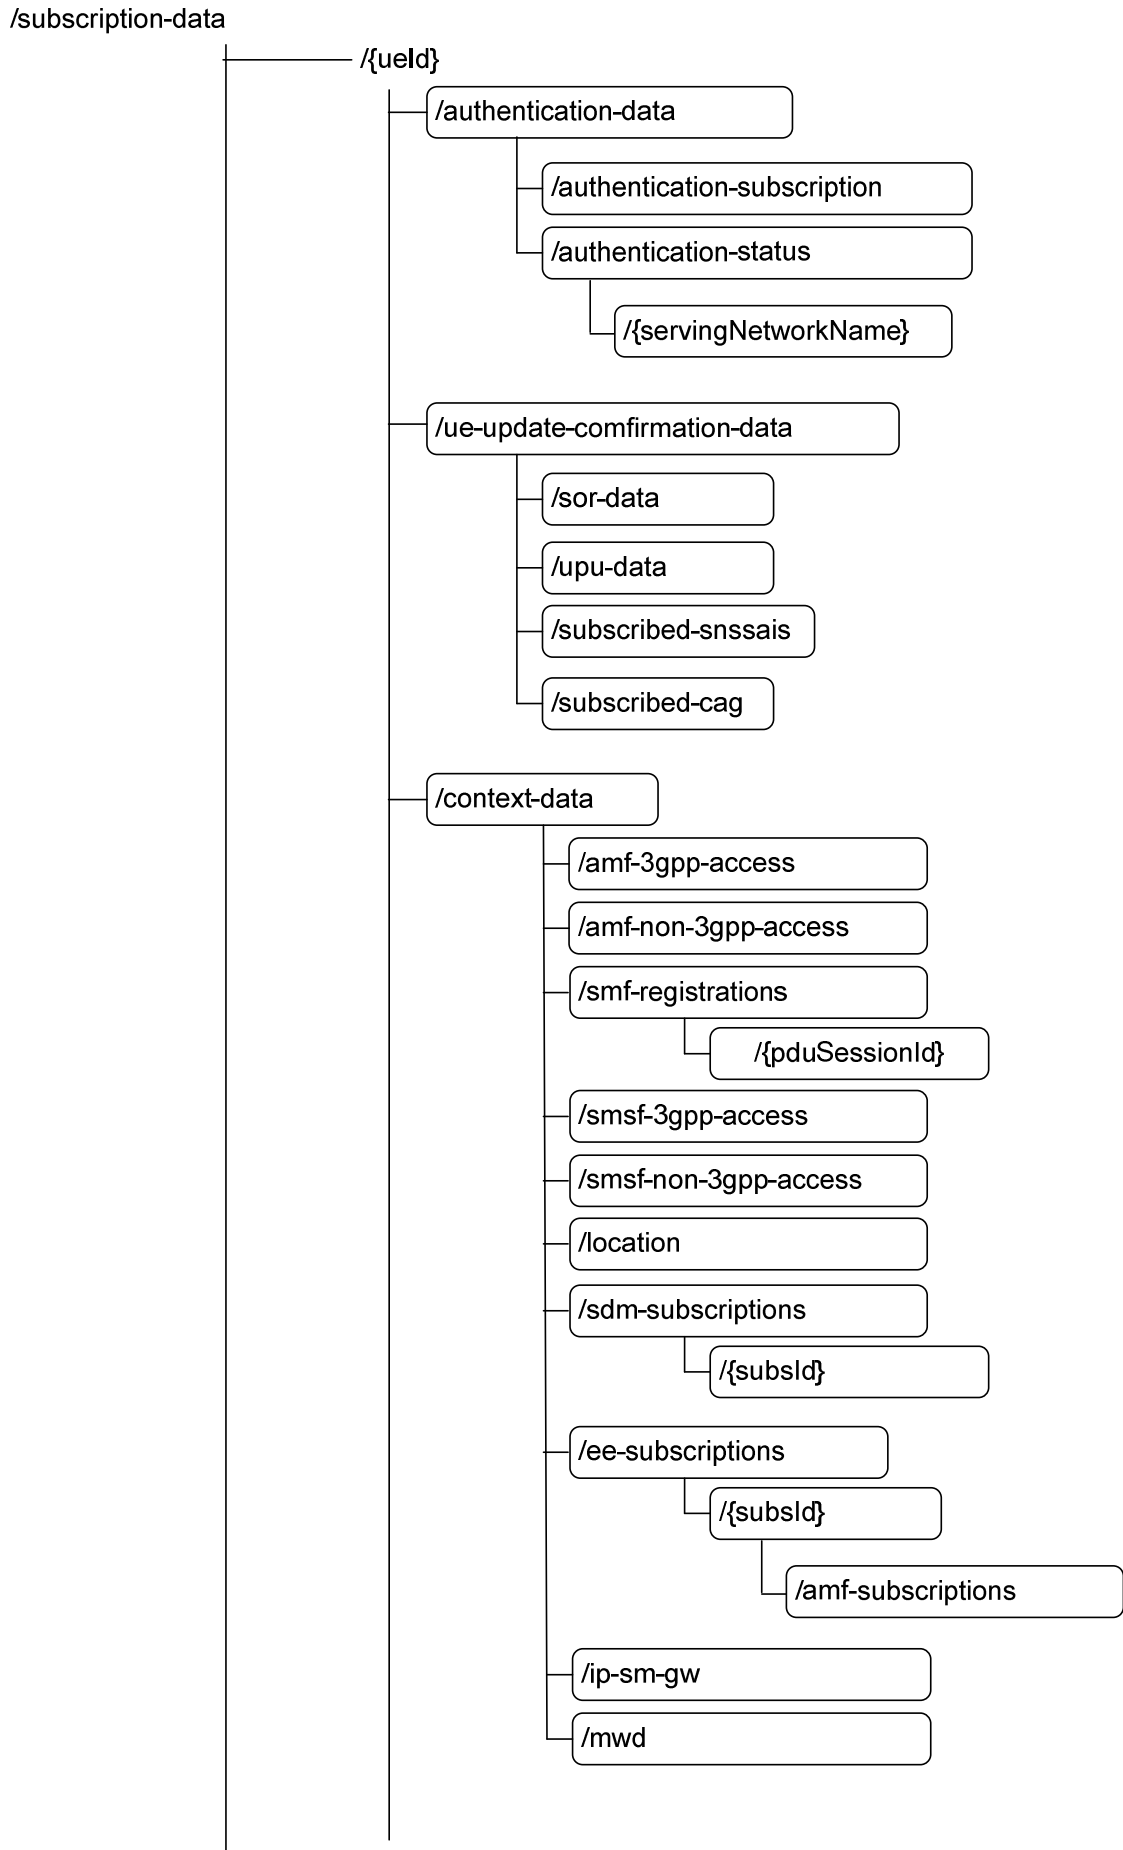 /subscription-data
/{ueId}
/authentication-data
/authentication-subscription
/authentication-status
/{servingNetworkName}
/ue-update-comfirmation-data
/sor-data
/upu-data
/subscribed-snssais
/subscribed-cag
/context-data
/amf-3gpp-access
/amf-non-3gpp-access
/smf-registrations
/{pduSessionId}
/smsf-3gpp-access
/smsf-non-3gpp-access
/location
/sdm-subscriptions
/{subsId}
/ee-subscriptions
/{subsId}
/amf-subscriptions
/ip-sm-gw
/mwd